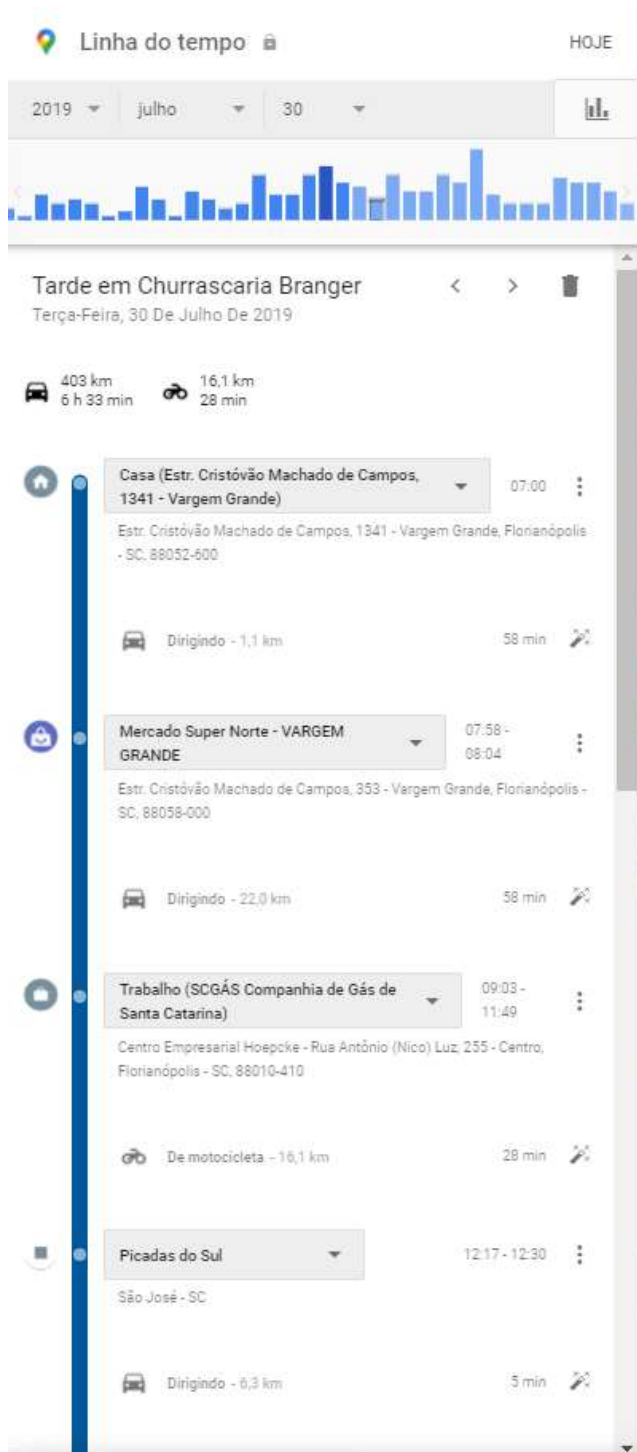 Linha do tempo
HOJE
2019
julho
30
Tarde em Churrascaria Branger
Terça-Feira, 30 De Julho De 2019
403 km
6 h 33 min
16,1 km
28 min
Casa (Estr. Cristóvão Machado de Campos,
1341 - Vargem Grande)
07:00
Estr. Cristóvão Machado de Campos, 1341 - Vargem Grande, Florianópolis
- SC, 88052-600
Dirigindo - 1,1 km
58 min
Mercado Super Norte - VARGEM
GRANDE
07:58 -
08:04
Estr. Cristóvão Machado de Campos, 353 - Vargem Grande, Florianópolis -
SC, 88058-000
Dirigindo - 22,0 km
58 min
Trabalho (SCGÁS Companhia de Gás de
Santa Catarina)
09:03 -
11:49
Centro Empresarial Hoepcke - Rua Antônio (Nico) Luz, 255 - Centro,
Florianópolis - SC, 88010-410
De motocicleta - 16,1 km
28 min
Picadas do Sul
12:17 - 12:30
São José - SC
Dirigindo - 6,3 km
5 min